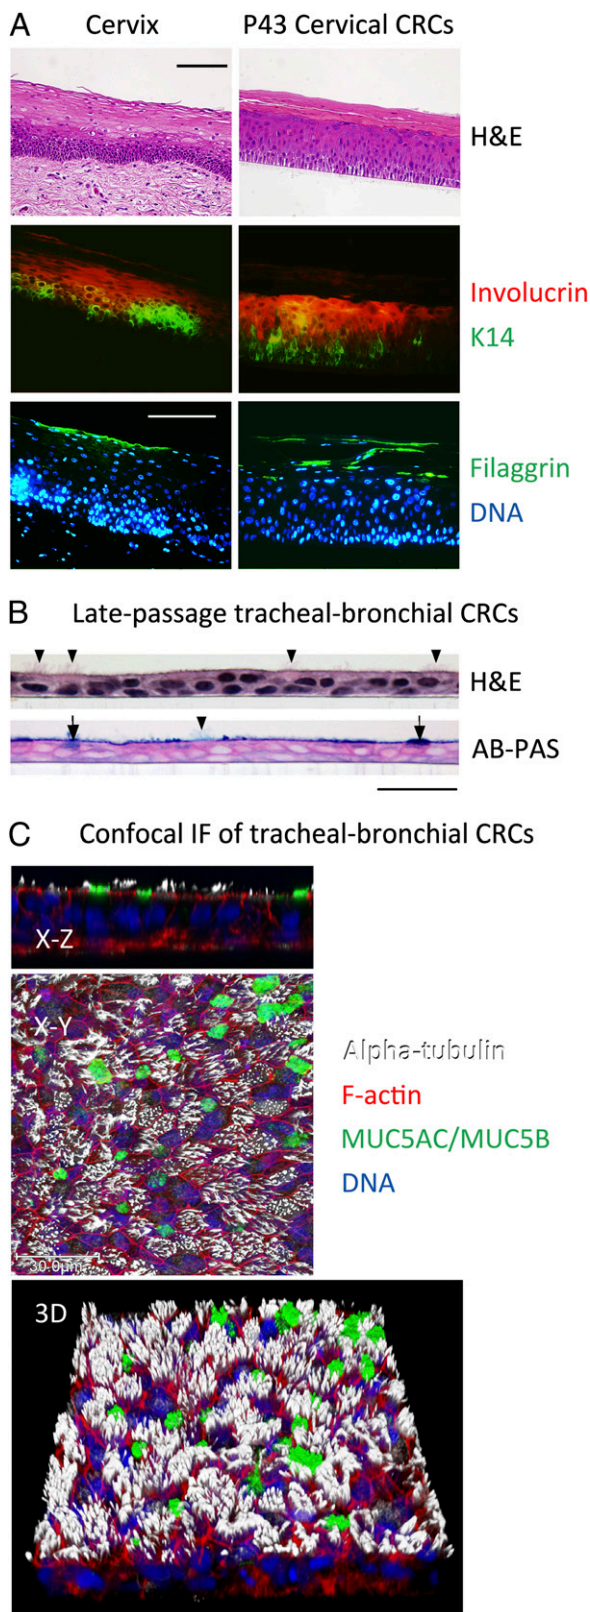 A Cervix P43 Cervical CRCs
H&E
Involucrin
K14
Filaggrin
DNA
B Late-passage tracheal-bronchial CRCs
H&E
AB-PAS
C Confocal IF of tracheal-bronchial CRCs
X-Z
X-Y
Alpha-tubulin
F-actin
MUC5AC/MUC5B
DNA
30.0µm
3D